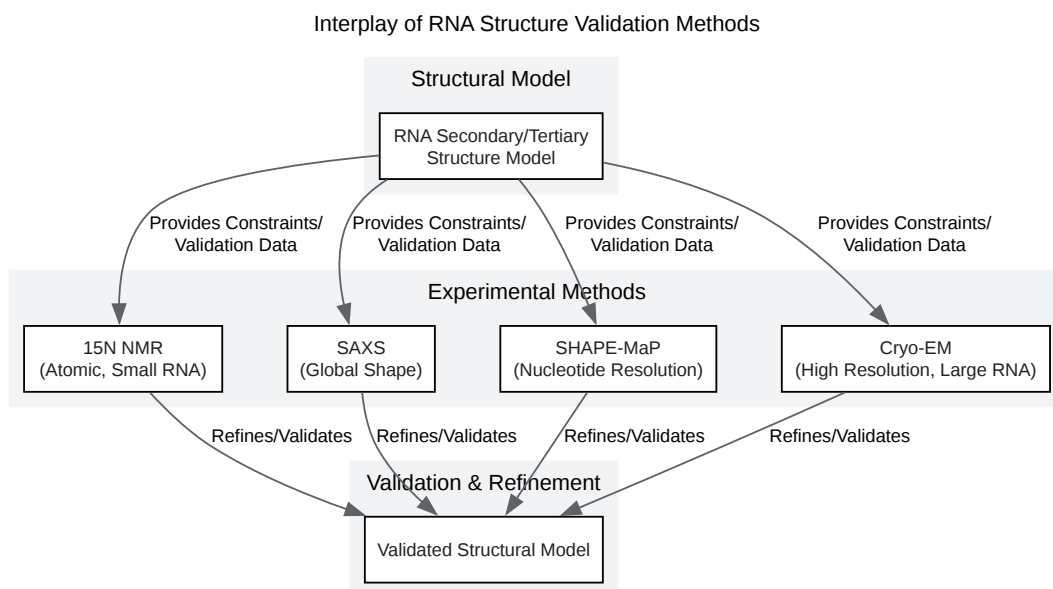 Interplay of RNA Structure Validation Methods
Structural Model
RNA Secondary/Tertiary
Structure Model
Provides Constraints/
Validation Data
Provides Constraints/
Validation Data
Provides Constraints/
Validation Data
Provides Constraints/
Validation Data
Experimental Methods
15N NMR
(Atomic, Small RNA)
SAXS
(Global Shape)
SHAPE-MaP
(Nucleotide Resolution)
Cryo-EM
(High Resolution, Large RNA)
Refines/Validates
Refines/Validates
Refines/Validates
Refines/Validates
Validation & Refinement
Validated Structural Model